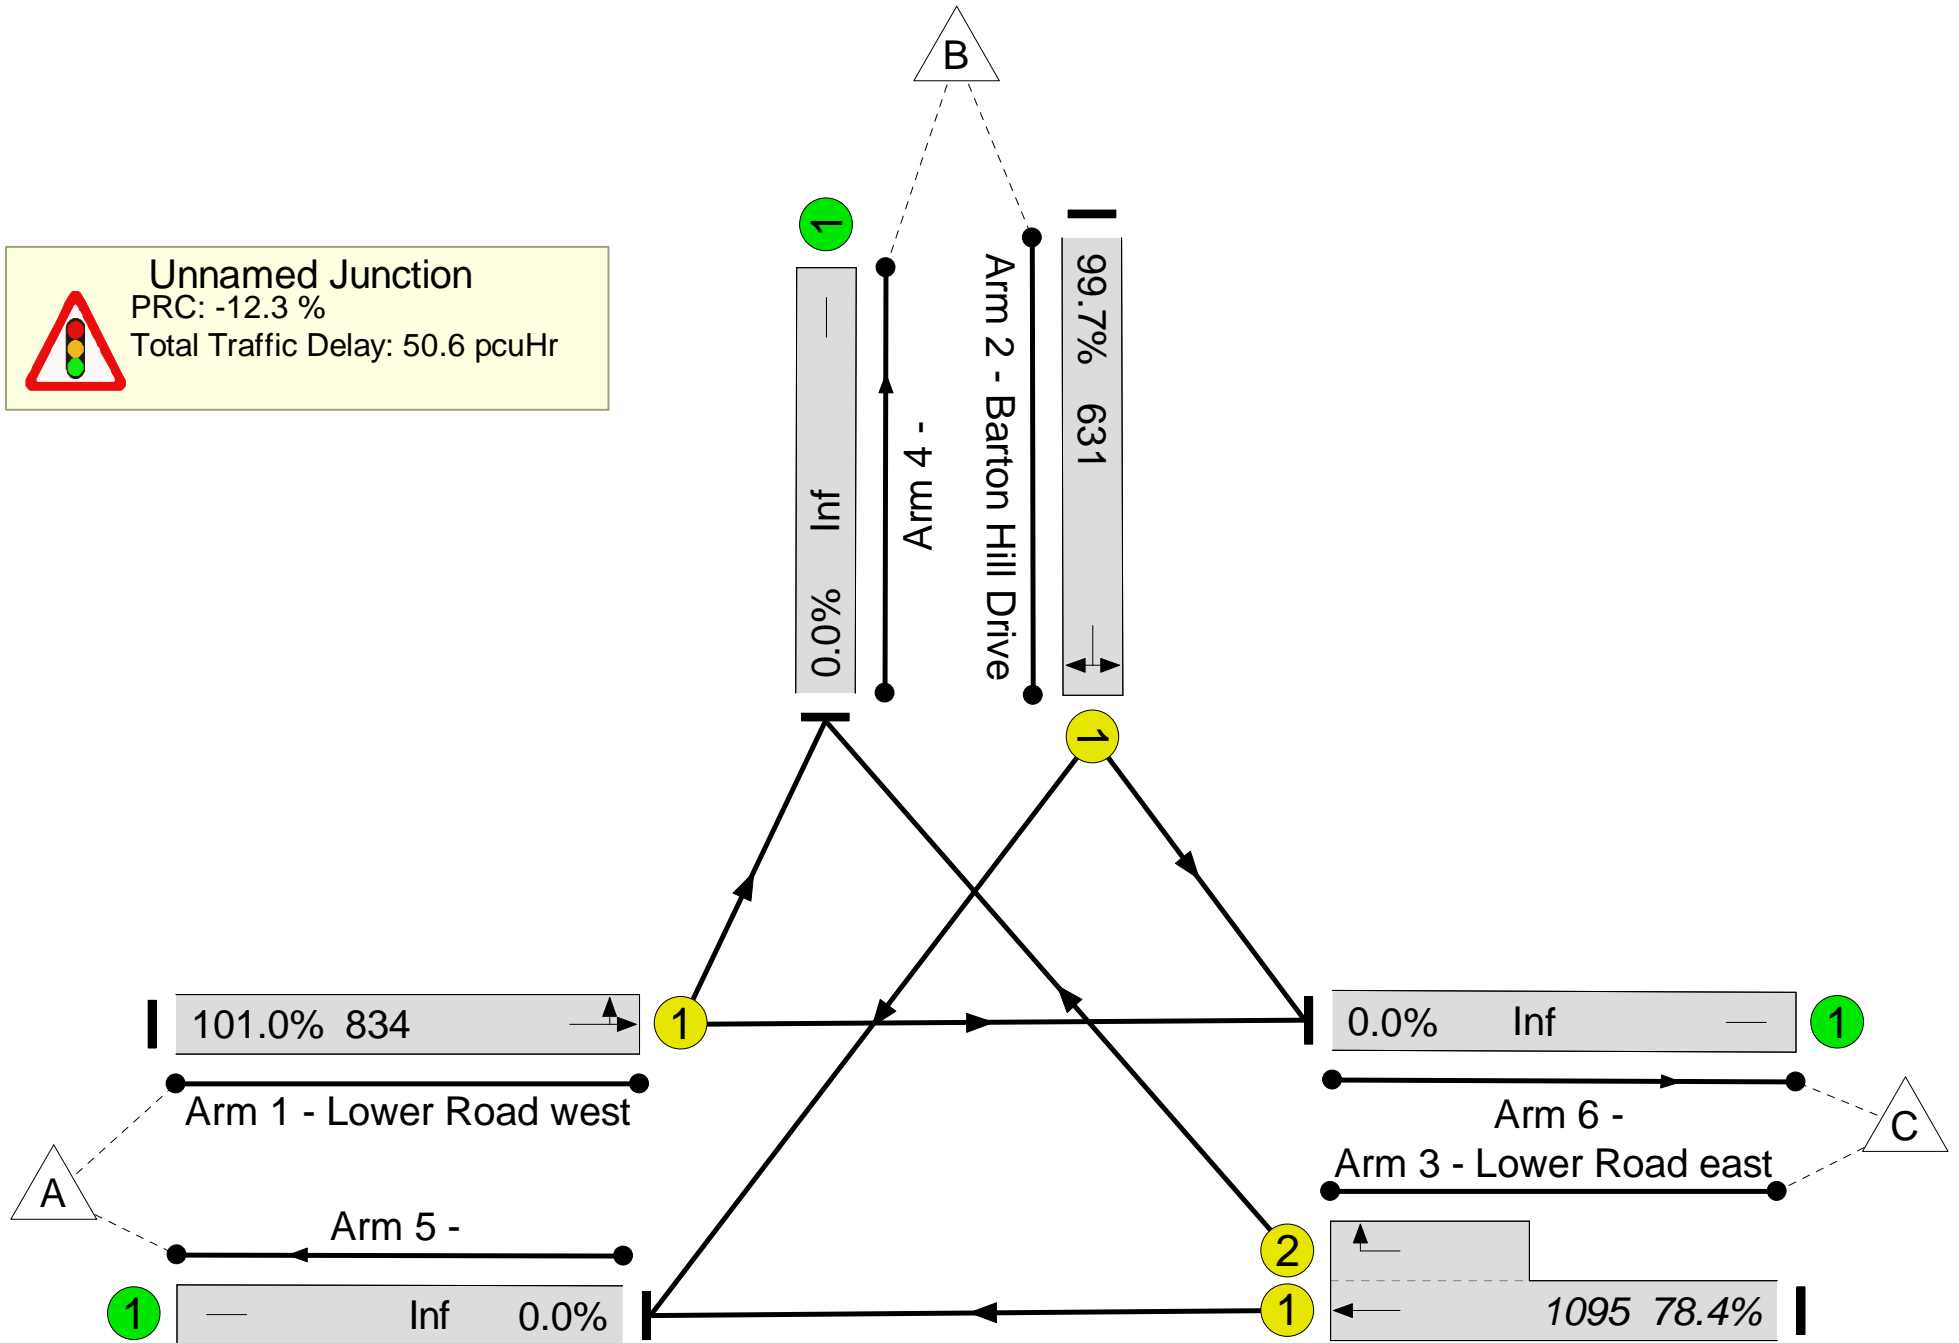 B
Unnamed Junction
PRC: -12.3 %
Total Traffic Delay: 50.6 pcuHr
1
0.0% Inf
Arm 4 -
Arm 2 - Barton Hill Drive
99.7% 631
1
101.0% 834
1
Arm 1 - Lower Road west
0.0% Inf
1
Arm 6 -
C
Arm 3 - Lower Road east
A
Arm 5 -
1
Inf 0.0%
2
1
1095 78.4%